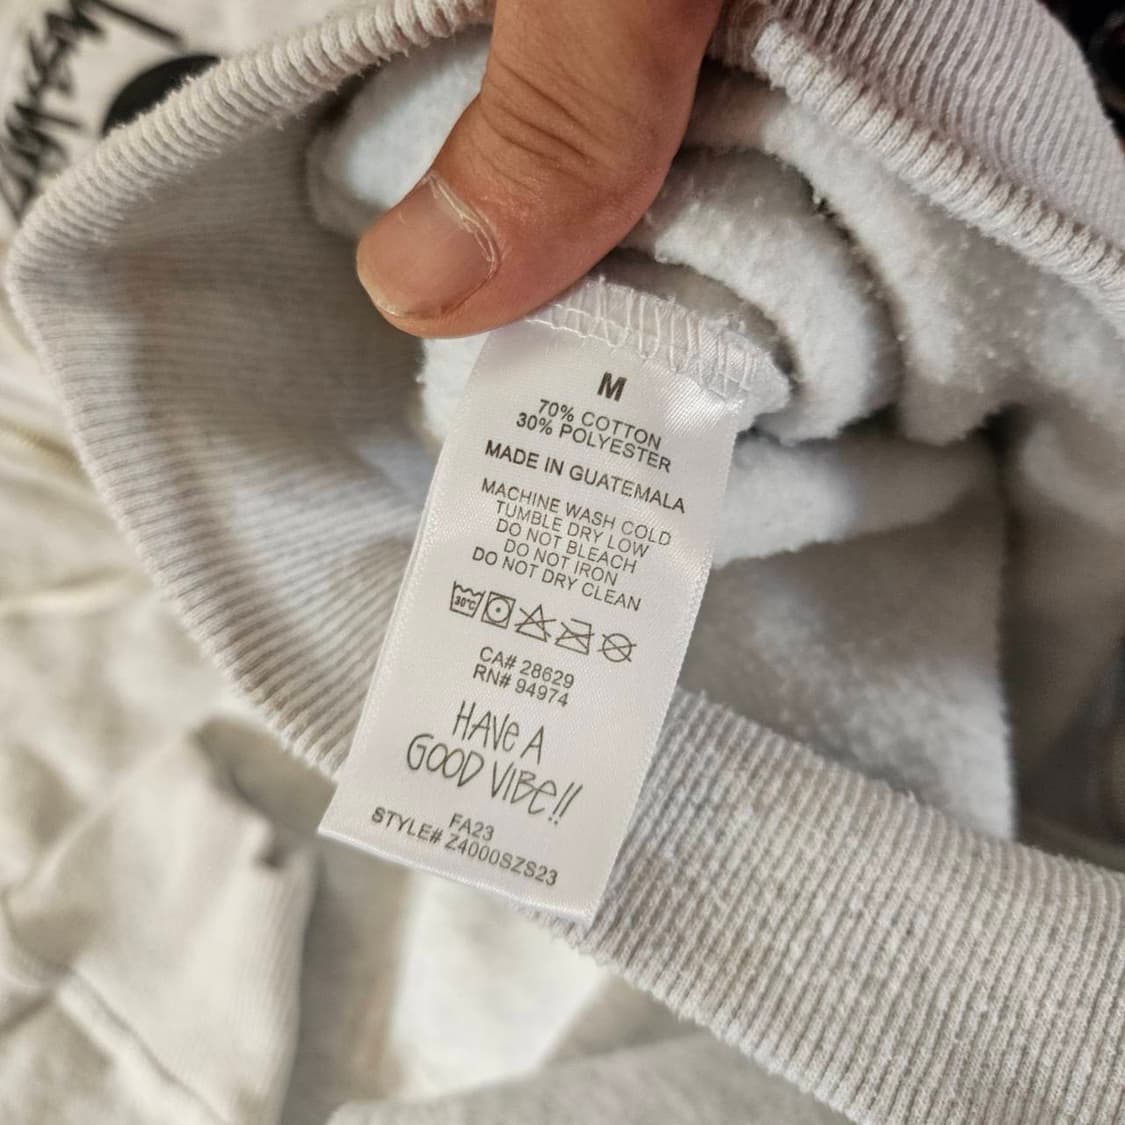 M
70% COTTON
30% POLYESTER
MADE IN GUATEMALA
MACHINE WASH COLD
TUMBLE DRY LOW
DO NOT BLEACH
DO NOT IRON
DO NOT DRY CLEAN
30°C
CA# 28629
RN# 94974
HAVE A
GOOD VIBE!!
FA23
STYLE# Z4000SZS23